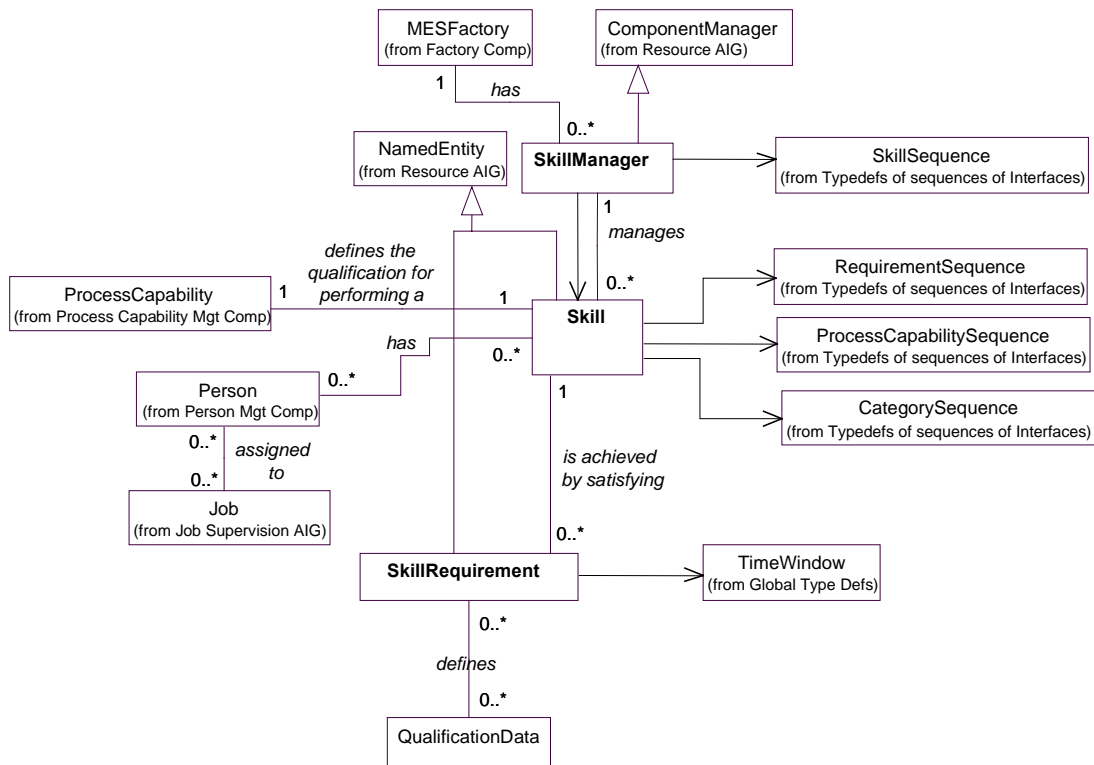 MESFactory
(from Factory Comp)
ComponentManager
(from Resource AIG)
1
has
0..*
NamedEntity
(from Resource AIG)
SkillManager
SkillSequence
(from Typedefs of sequences of Interfaces)
1
manages
0..*
defines the
qualification for
performing a
ProcessCapability
(from Process Capability Mgt Comp)
1
1
Skill
RequirementSequence
(from Typedefs of sequences of Interfaces)
ProcessCapabilitySequence
(from Typedefs of sequences of Interfaces)
CategorySequence
(from Typedefs of sequences of Interfaces)
has
0..*
0..*
Person
(from Person Mgt Comp)
1
0..*
assigned
to
0..*
Job
(from Job Supervision AIG)
is achieved
by satisfying
0..*
SkillRequirement
TimeWindow
(from Global Type Defs)
0..*
defines
0..*
QualificationData